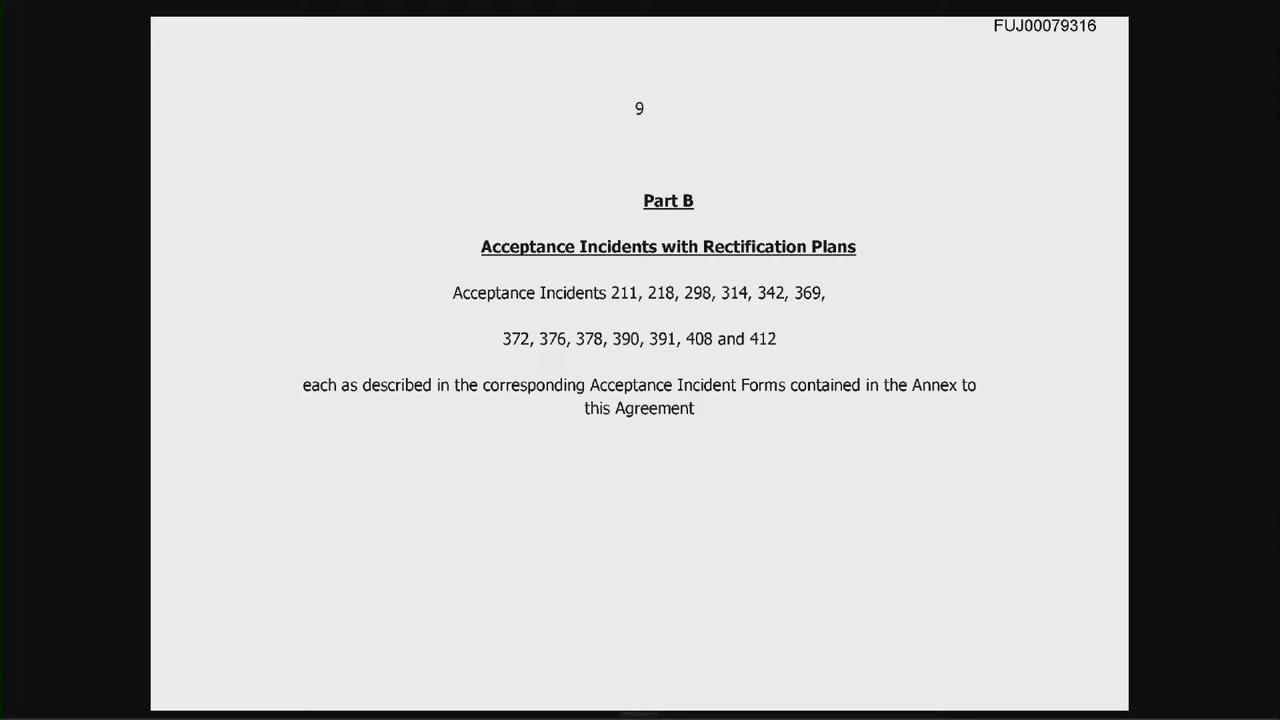 FUJ00079316
9
Part B
Acceptance Incidents with Rectification Plans
Acceptance Incidents 211, 218, 298, 314, 342, 369,
372, 376, 378, 390, 391, 408 and 412
each as described in the corresponding Acceptance Incident Forms contained in the Annex to
this Agreement